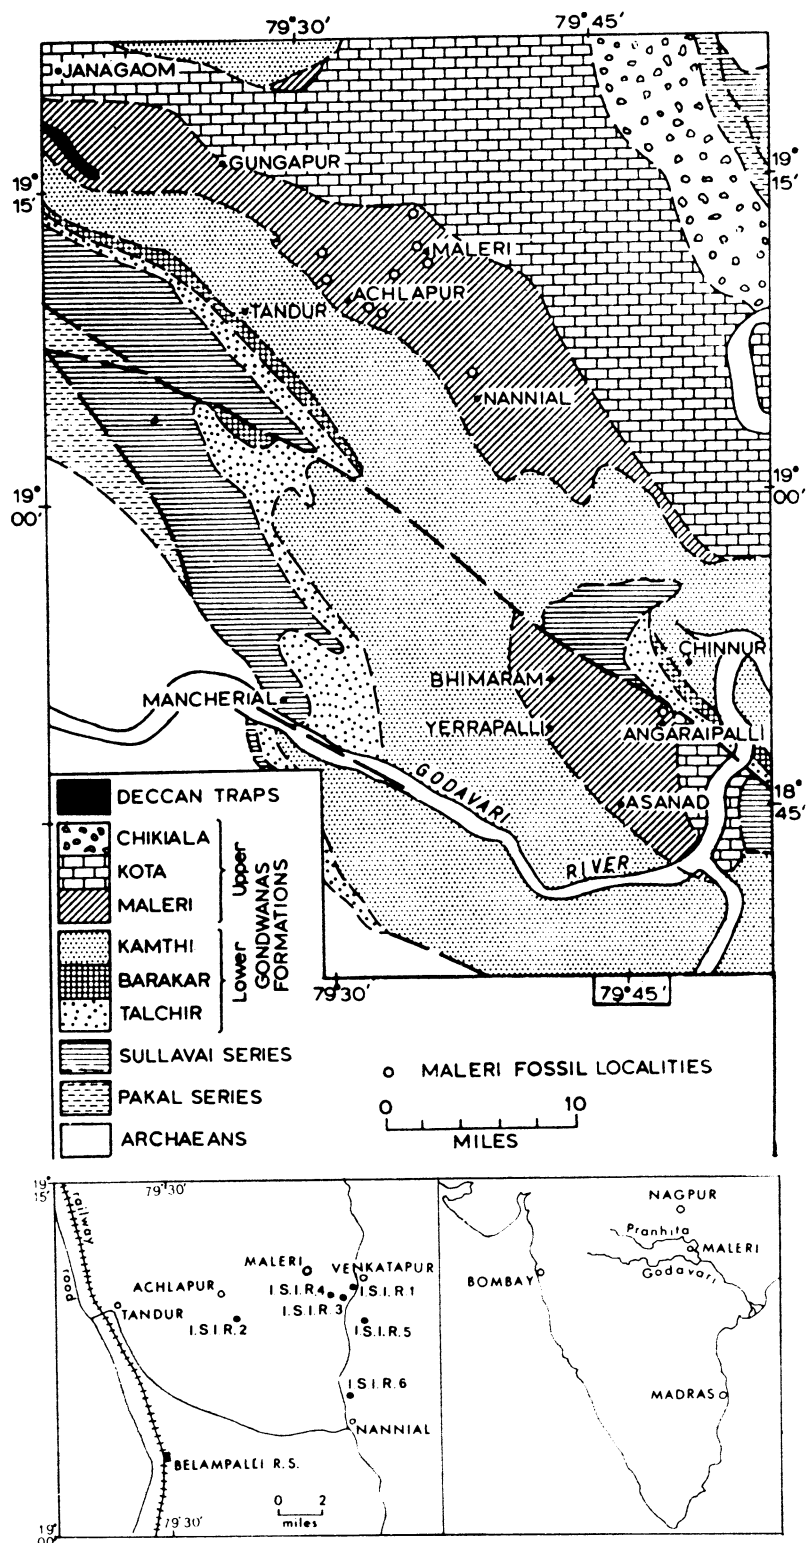 79°30'
79°45'
JANAGAOM
GUNGAPUR
19°
15'
19°
15'
MALERI
ACHLAPUR
TANDUR
NANNIAL
19°
00'
19°
00'
CHINNUR
BHIMARAM
MANCHERIAL
YERRAPALLI
ANGARAIPALLI
GODAVARI
ASANAD
18°
45'
RIVER
DECCAN TRAPS
CHIKIALA
KOTA
MALERI
Upper
KAMTHI
BARAKAR
TALCHIR
Lower
GONDWANAS
FORMATIONS
SULLAVAI SERIES
PAKAL SERIES
ARCHAEANS
79°30'
79°45'
MALERI FOSSIL LOCALITIES
0 10
MILES
19°
15'
79°30'
railway
road
MALERI
VENKATAPUR
ACHLAPUR
I.S.I.R.4
I.S.I.R.1
I.S.I.R.3
TANDUR
I.S.I.R.2
I.S.I.R.5
I.S.I.R.6
NANNIAL
BELAMPALLI R.S.
0 2
miles
79°30'
19°
00'
NAGPUR
Pranhita
MALERI
Godavari
BOMBAY
MADRAS